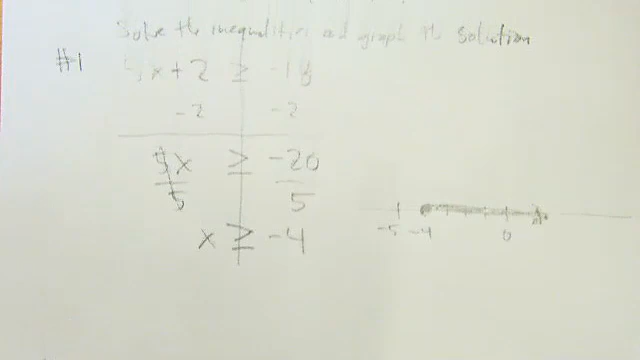 Solve the inequalities and graph the solution
#1
5x + 2 ≥ -18
-2 -2
5x ≥ -20
5 5
x ≥ -4
-5 -4 0